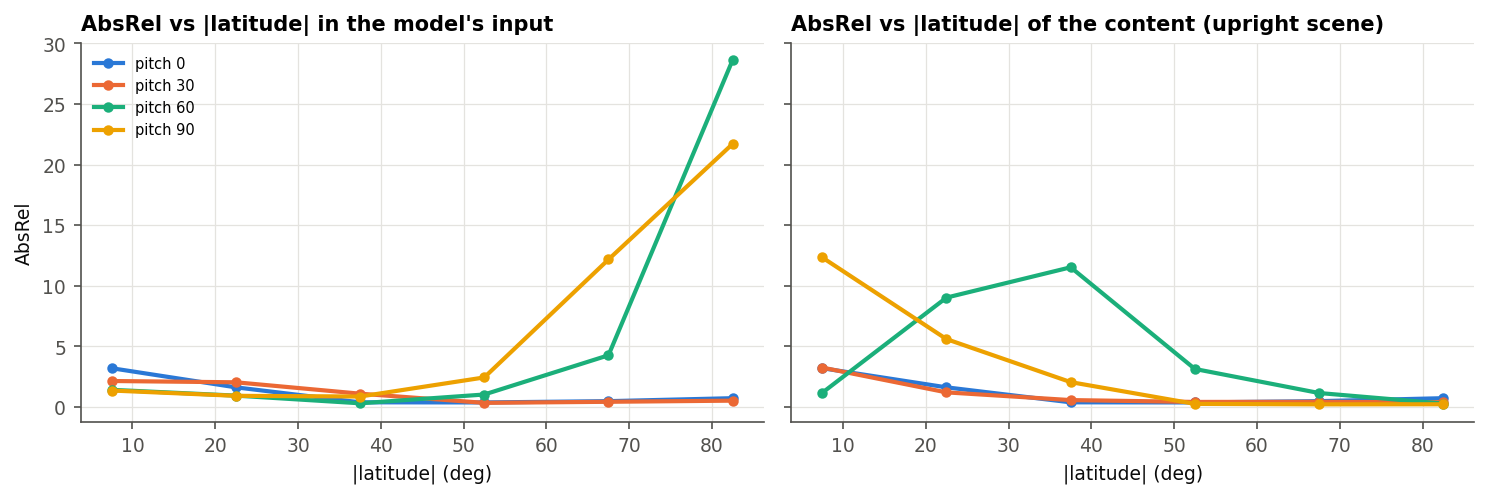 AbsRel vs |latitude| in the model's input
AbsRel vs |latitude| of the content (upright scene)
30
25
20
15
10
5
0
AbsRel
pitch 0
pitch 30
pitch 60
pitch 90
10 20 30 40 50 60 70 80
10 20 30 40 50 60 70 80
|latitude| (deg)
|latitude| (deg)